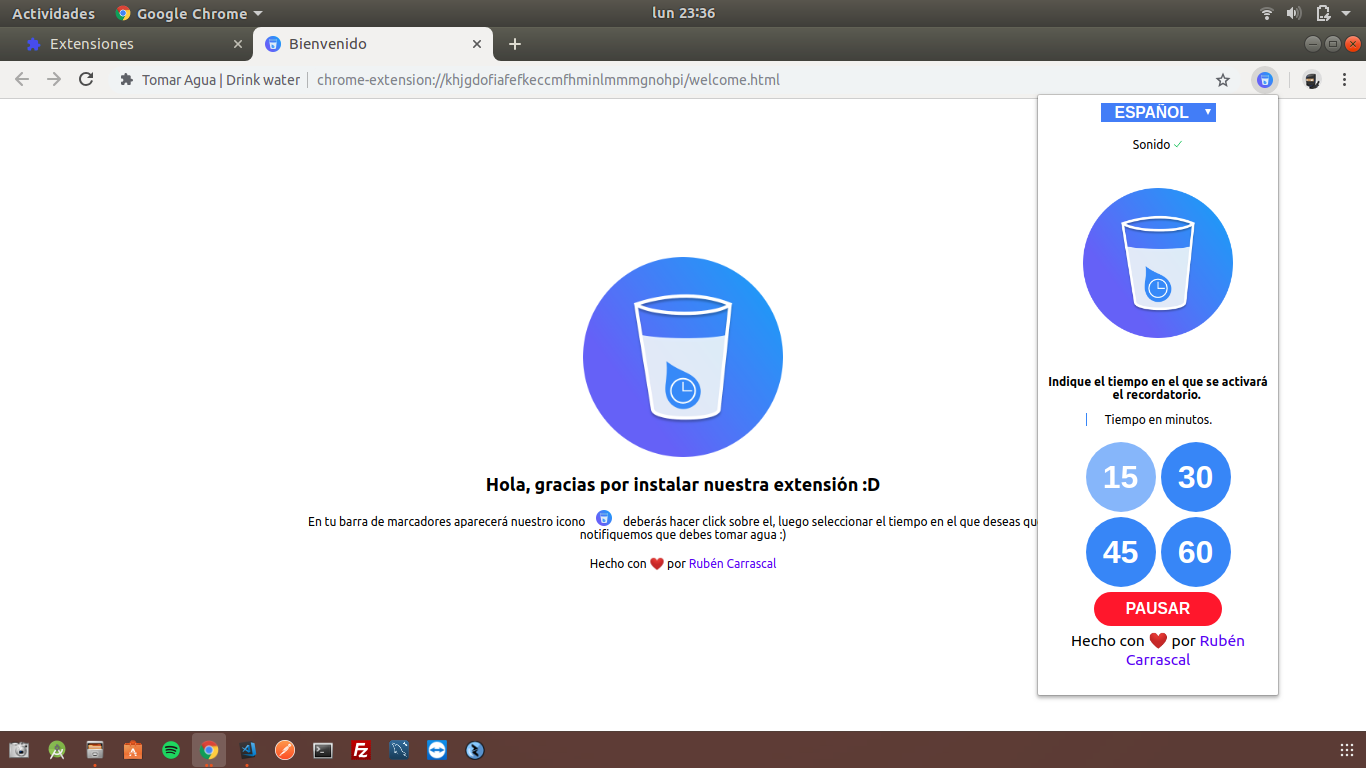 Actividades
Google Chrome
lun 23:36
Extensiones
Bienvenido
Tomar Agua | Drink water
chrome-extension://khjgdofiafefkeccmfhminlmmmgnohpi/welcome.html
Hola, gracias por instalar nuestra extensión :D
En tu barra de marcadores aparecerá nuestro icono deberás hacer click sobre el, luego seleccionar el tiempo en el que deseas qu
notifiquemos que debes tomar agua :)
Hecho con ❤️ por Rubén Carrascal
ESPAÑOL
Sonido ✓
Indique el tiempo en el que se activará
el recordatorio.
Tiempo en minutos.
15 30
45 60
PAUSAR
Hecho con ❤️ por Rubén
Carrascal
Fz